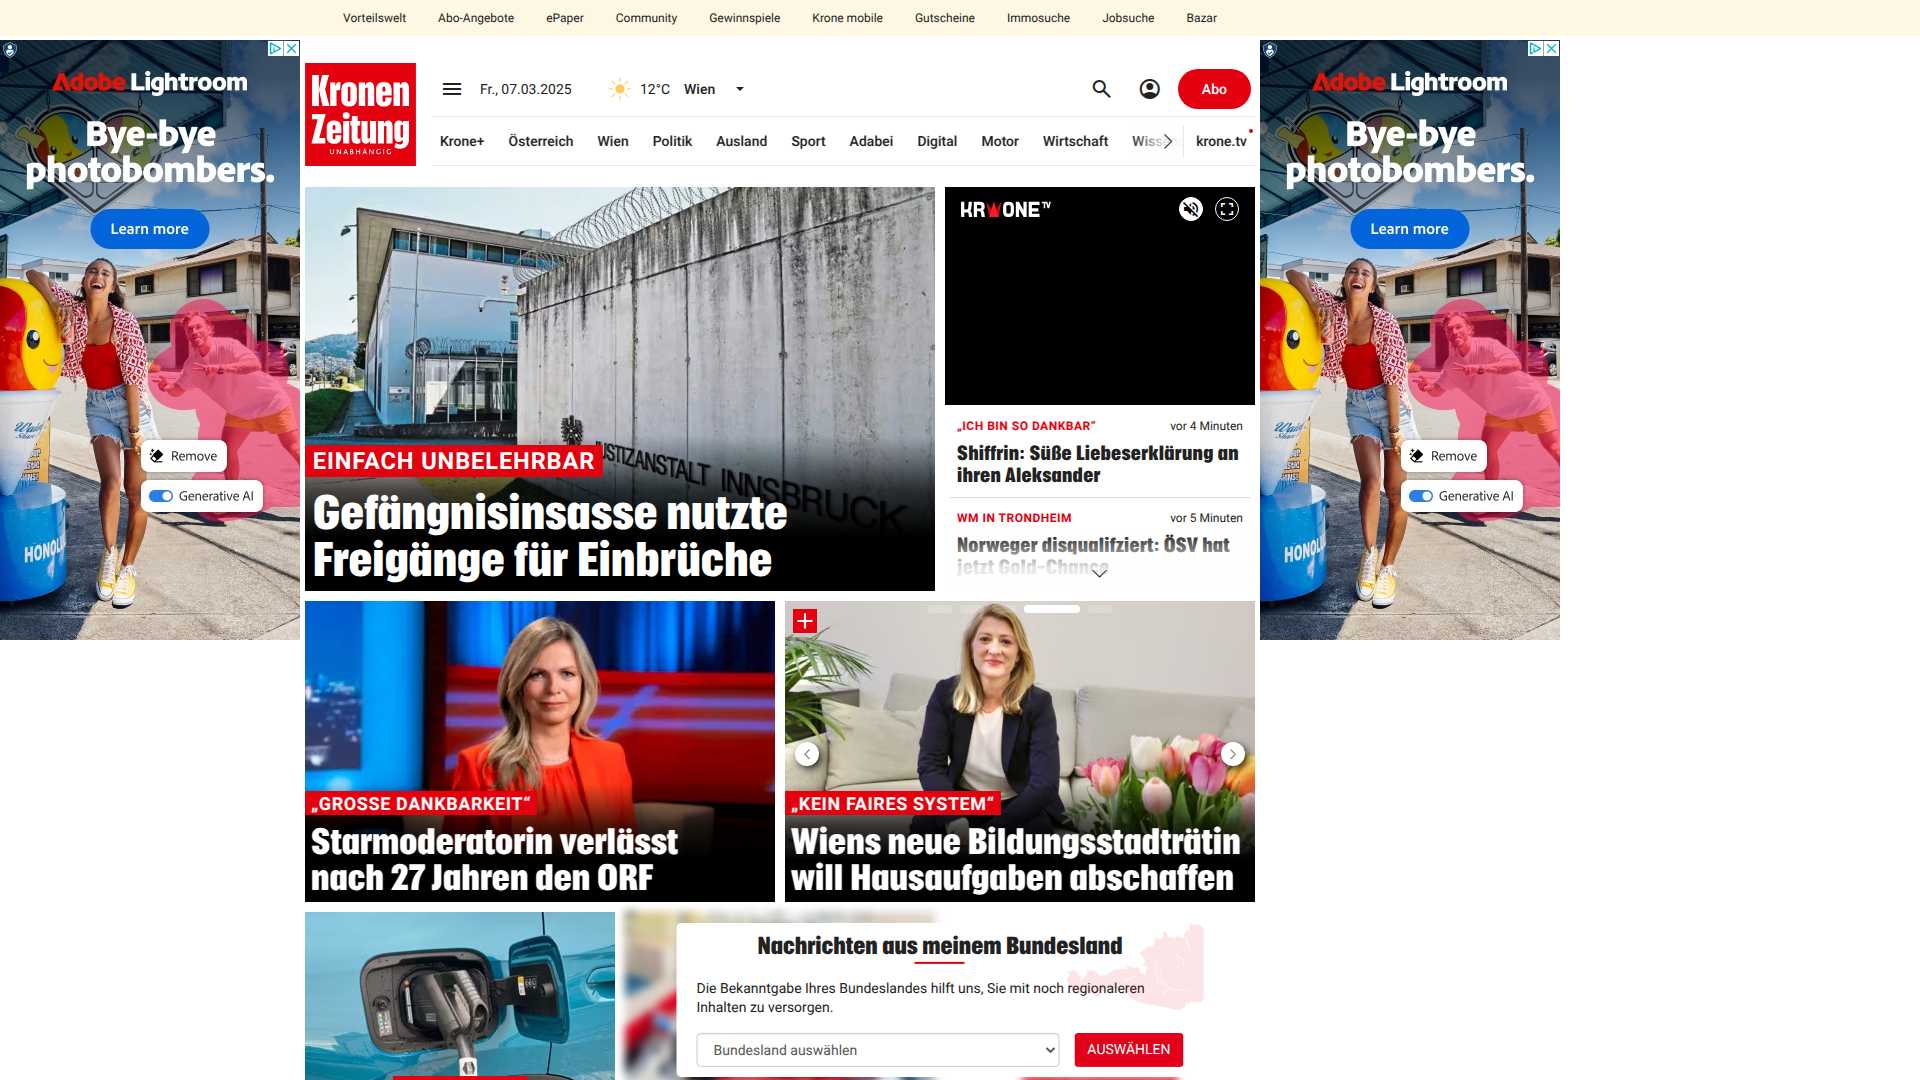 Vorteilswelt
Abo-Angebote
ePaper
Community
Gewinnspiele
Krone mobile
Gutscheine
Immosuche
Jobsuche
Bazar
Adobe Lightroom
Bye-bye
photobombers.
Learn more
Remove
Generative AI
HONOL
Kronen
Zeitung
UNABHÄNGIG
Fr., 07.03.2025
12°C
Wien
Abo
Krone+
Österreich
Wien
Politik
Ausland
Sport
Adabei
Digital
Motor
Wirtschaft
Wiss
krone.tv
JUSTIZANSTALT INNSBRUCK
EINFACH UNBELEHRBAR
Gefängnisinsasse nutzte
Freigänge für Einbrüche
KRONE TV
„ICH BIN SO DANKBAR“
vor 4 Minuten
Shiffrin: Süße Liebeserklärung an
ihren Aleksander
WM IN TRONDHEIM
vor 5 Minuten
Norweger disqualifziert: ÖSV hat
jetzt Gold-Chance
„GROSSE DANKBARKEIT“
Starmoderatorin verlässt
nach 27 Jahren den ORF
„KEIN FAIRES SYSTEM“
Wiens neue Bildungsstadträtin
will Hausaufgaben abschaffen
Nachrichten aus meinem Bundesland
Die Bekanntgabe Ihres Bundeslandes hilft uns, Sie mit noch regionaleren
Inhalten zu versorgen.
Bundesland auswählen
AUSWÄHLEN
Adobe Lightroom
Bye-bye
photobombers.
Learn more
Remove
Generative AI
HONOL